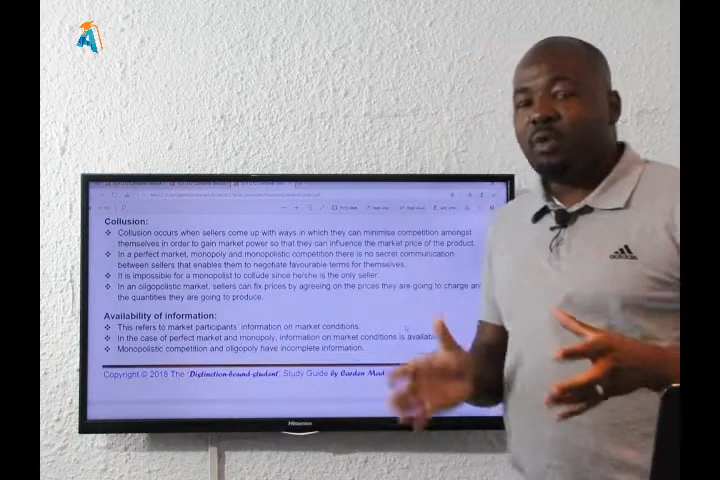 Collusion:
❖ Collusion occurs when sellers come up with ways in which they can minimise competition amongst
themselves in order to gain market power so that they can influence the market price of the product.
❖ In a perfect market, monopoly and monopolistic competition there is no secret communication
between sellers that enables them to negotiate favourable terms for themselves.
❖ It is impossible for a monopolist to collude since he/she is the only seller.
❖ In an oligopolistic market, sellers can fix prices by agreeing on the prices they are going to charge an
the quantities they are going to produce.
Availability of information:
❖ This refers to market participants' information on market conditions.
❖ In the case of perfect market and monopoly, information on market conditions is availab
❖ Monopolistic competition and oligopoly have incomplete information.
Copyright © 2018 The "Distinction-bound-student" Study Guide by Carden Mad
Hisense
adidas